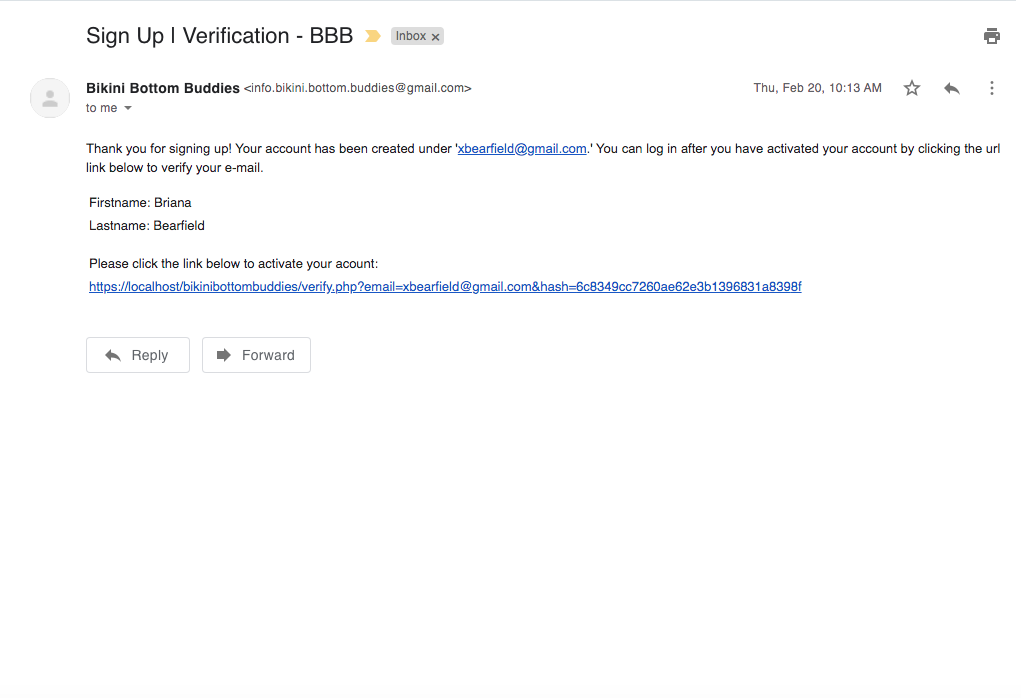 Sign Up | Verification - BBB Inbox x
Bikini Bottom Buddies <info.bikini.bottom.buddies@gmail.com> Thu, Feb 20, 10:13 AM
to me
Thank you for signing up! Your account has been created under 'xbearfield@gmail.com.' You can log in after you have activated your account by clicking the url
link below to verify your e-mail.
Firstname: Briana
Lastname: Bearfield
Please click the link below to activate your acount:
https://localhost/bikinibottombuddies/verify.php?email=xbearfield@gmail.com&hash=6c8349cc7260ae62e3b1396831a8398f
Reply Forward